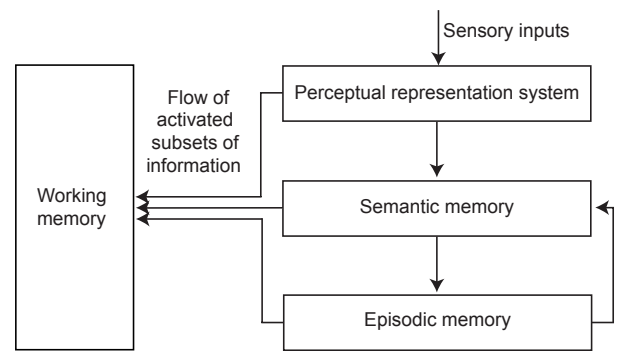 Sensory inputs
Perceptual representation system
Flow of
activated
subsets of
information
Working
memory
Semantic memory
Episodic memory